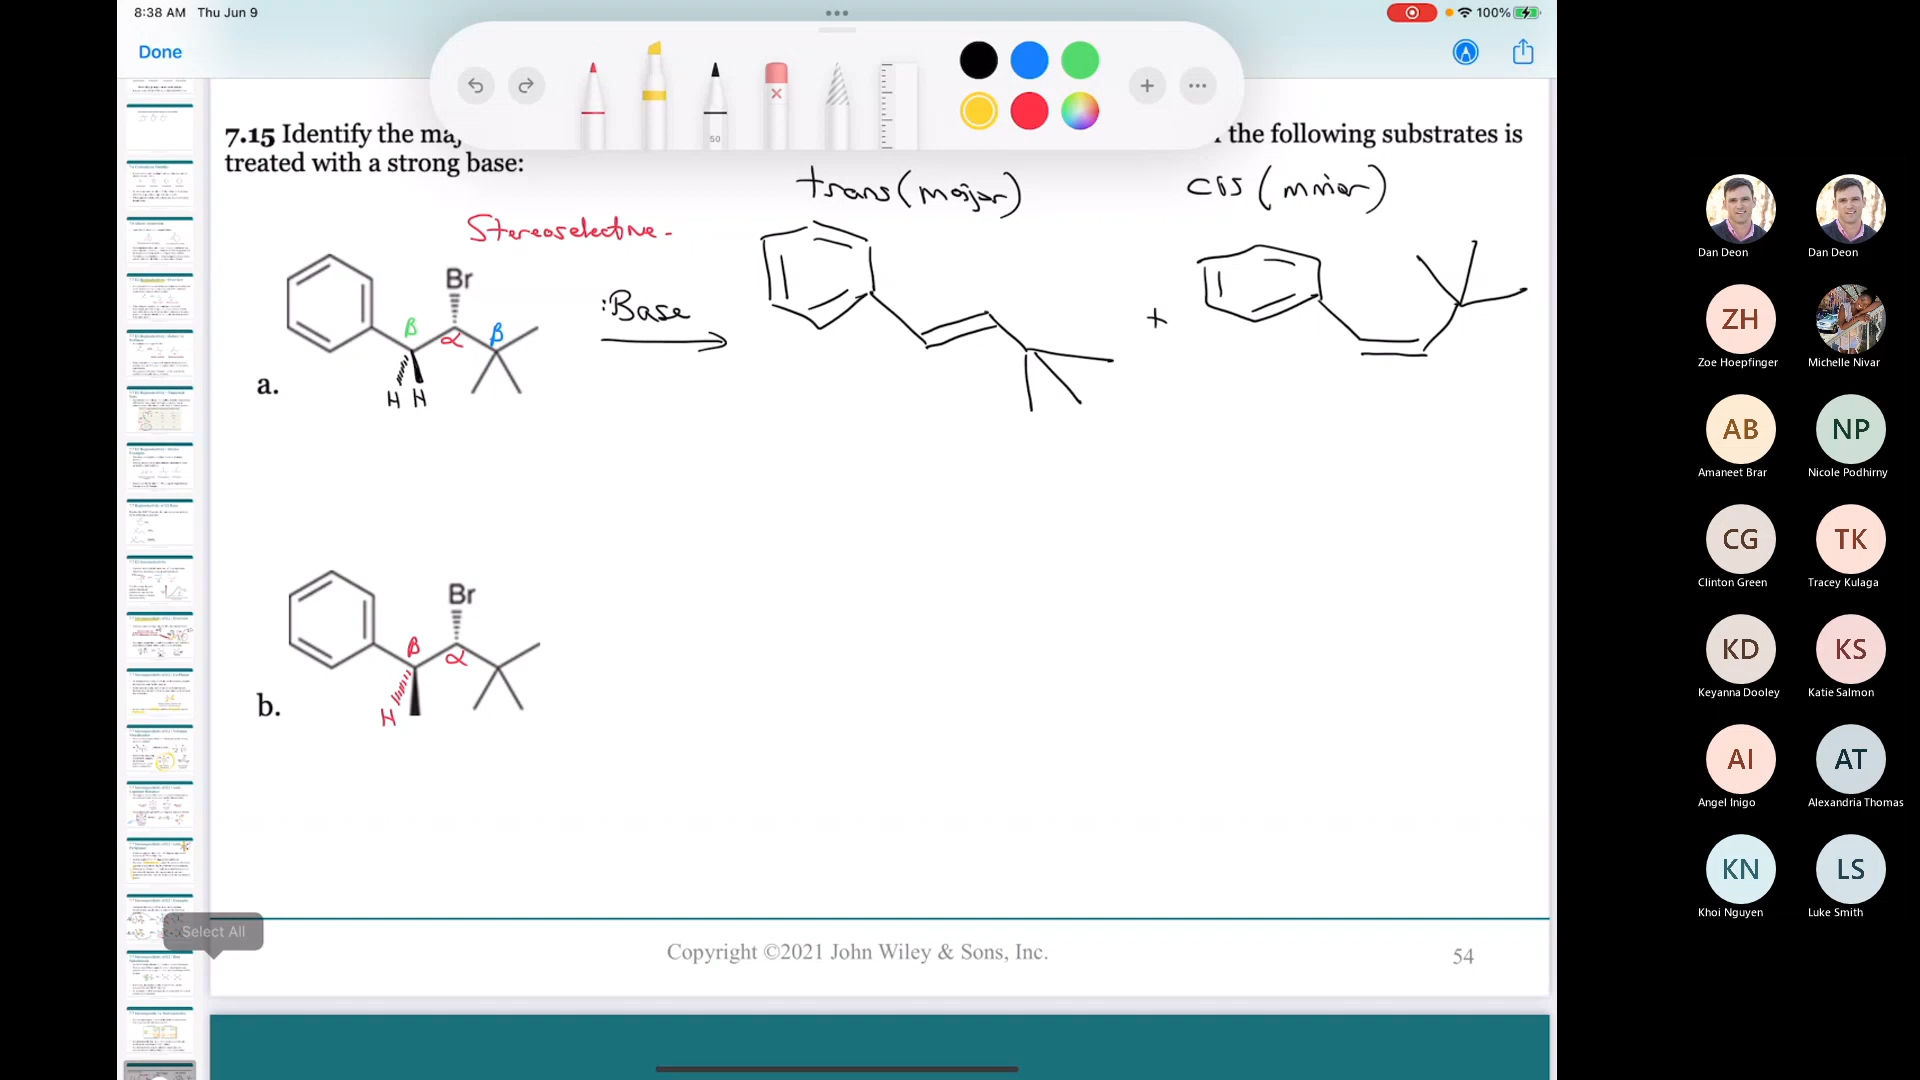 8:38 AM Thu Jun 9
100%
Done
50
7.15 Identify the maj
the following substrates is
treated with a strong base:
trans (major)
cis (minor)
Stereoselective.
Br
:Base
β
α
β
+
a.
H H
Br
β
α
b.
H
Select All
Copyright ©2021 John Wiley & Sons, Inc.
54
Dan Deon
Dan Deon
ZH
Zoe Hoepfinger
Michelle Nivar
AB
NP
Amaneet Brar
Nicole Podhirny
CG
TK
Clinton Green
Tracey Kulaga
KD
KS
Keyanna Dooley
Katie Salmon
AI
AT
Angel Inigo
Alexandria Thomas
KN
LS
Khoi Nguyen
Luke Smith